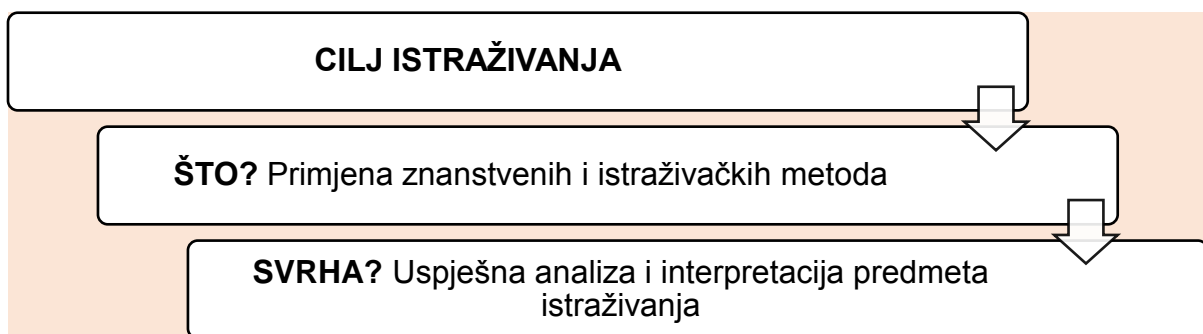 CILJ ISTRAŽIVANJA
ŠTO? Primjena znanstvenih i istraživačkih metoda
SVRHA? Uspješna analiza i interpretacija predmeta
istraživanja